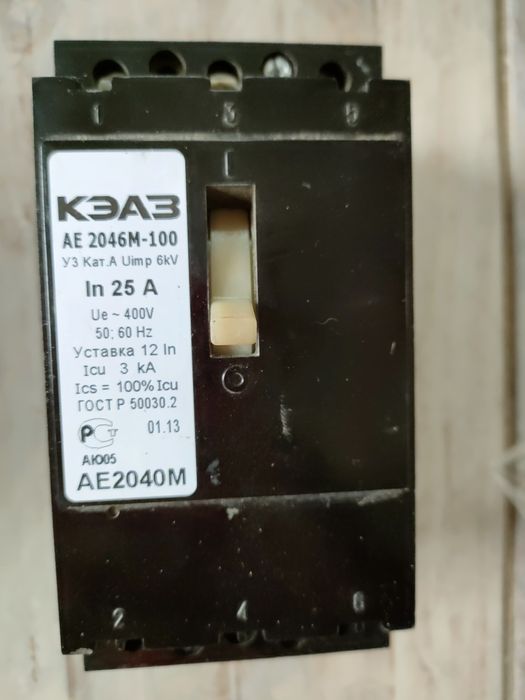 1 3 5
I
КЭАЗ
АЕ 2046М-100
У3 Кат.А Uimp 6kV
In 25 A
Ue ~ 400V
50; 60 Hz
Уставка 12 In
Icu 3 kA
Ics = 100% Icu
ГОСТ Р 50030.2
РСТ 01.13
АЮ05
АЕ2040М
O
2 4 6